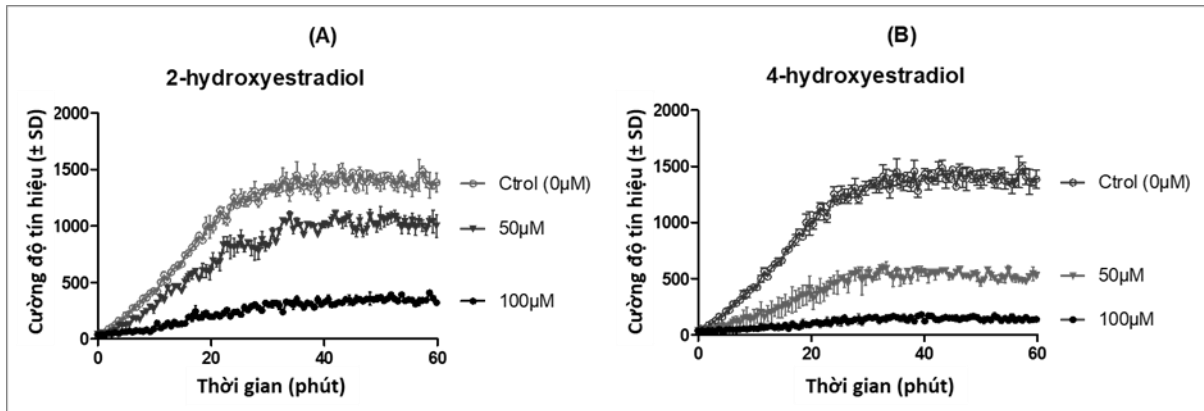 (A)
2-hydroxyestradiol
Cường độ tín hiệu (± SD)
2000
1500
1000
500
0
0
20
40
60
Thời gian (phút)
Ctrol (0µM)
50µM
100µM
(B)
4-hydroxyestradiol
Cường độ tín hiệu (± SD)
2000
1500
1000
500
0
0
20
40
60
Thời gian (phút)
Ctrol (0µM)
50µM
100µM